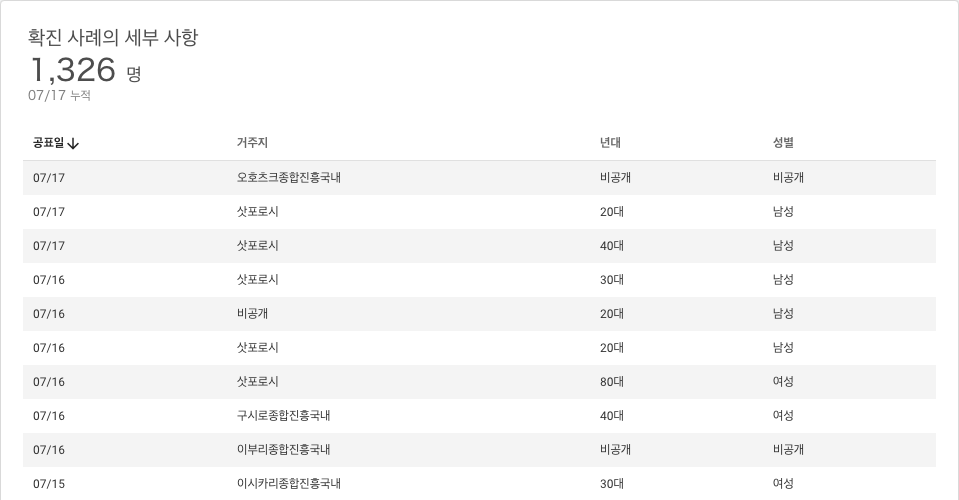 확진 사례의 세부 사항
1,326 명
07/17 누적
공표일 거주지 년대 성별
07/17 오호츠크종합진흥국내 비공개 비공개
07/17 삿포로시 20대 남성
07/17 삿포로시 40대 남성
07/16 삿포로시 30대 남성
07/16 비공개 20대 남성
07/16 삿포로시 20대 남성
07/16 삿포로시 80대 여성
07/16 구시로종합진흥국내 40대 여성
07/16 이부리종합진흥국내 비공개 비공개
07/15 이시카리종합진흥국내 30대 여성